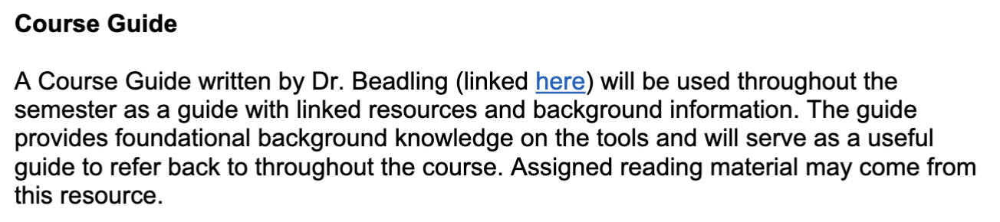 Course Guide
A Course Guide written by Dr. Beadling (linked here) will be used throughout the
semester as a guide with linked resources and background information. The guide
provides foundational background knowledge on the tools and will serve as a useful
guide to refer back to throughout the course. Assigned reading material may come from
this resource.